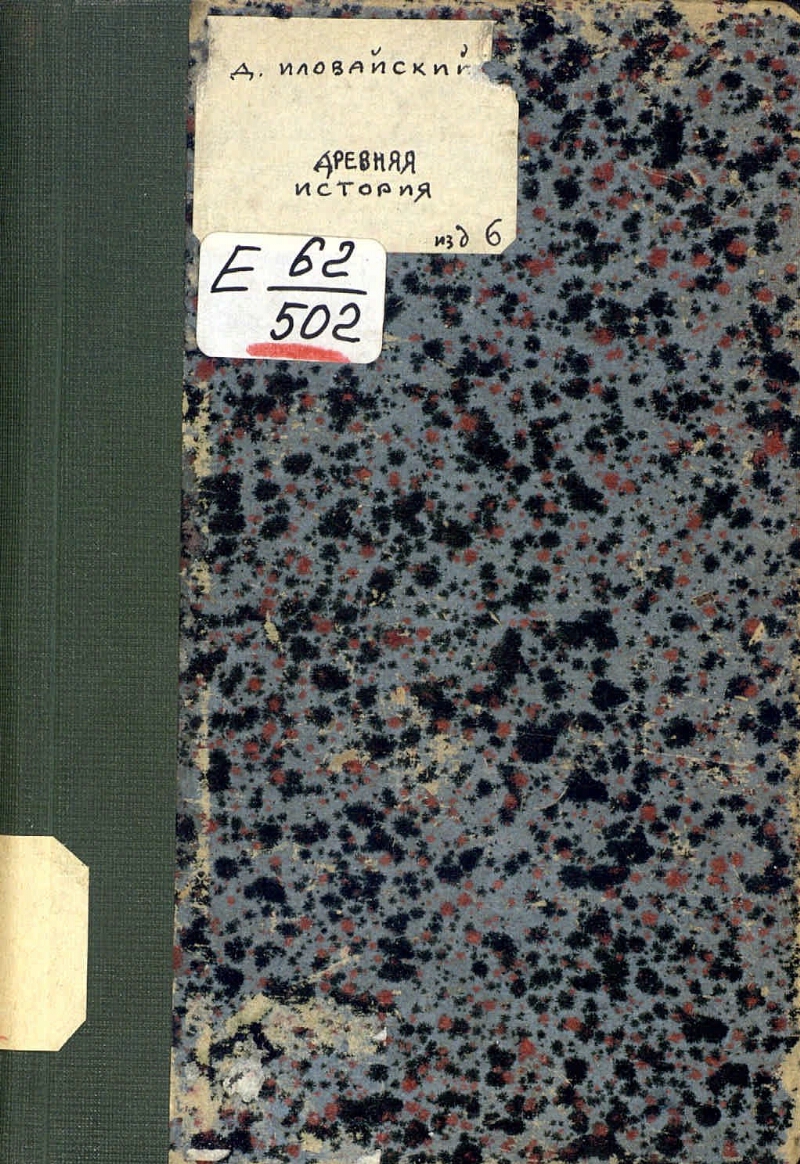 Д. ИЛОВАЙСКИЙ
ДРЕВНЯЯ
ИСТОРИЯ
изд 6
Е 62
502